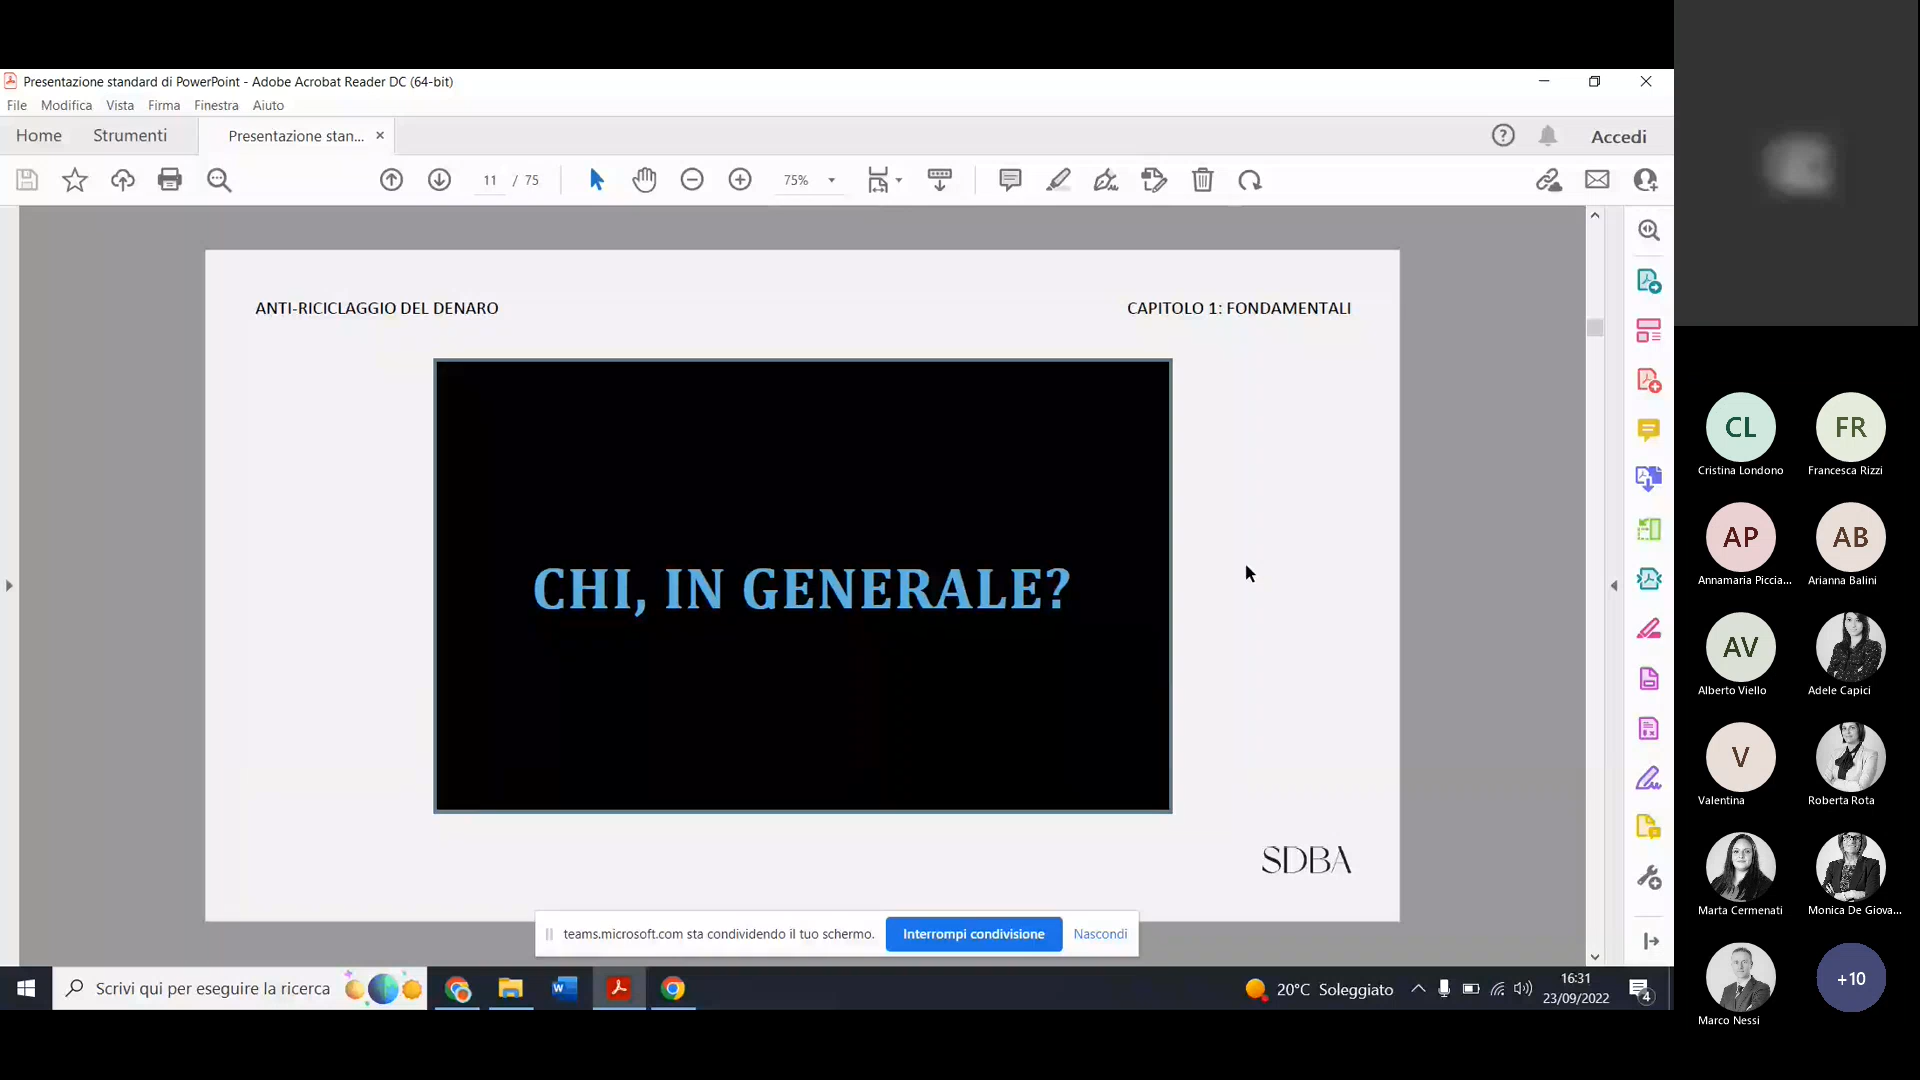 Presentazione standard di PowerPoint - Adobe Acrobat Reader DC (64-bit)
File Modifica Vista Firma Finestra Aiuto
Home Strumenti Presentazione stan... × Accedi
11 / 75 75%
ANTI-RICICLAGGIO DEL DENARO CAPITOLO 1: FONDAMENTALI
CHI, IN GENERALE?
SDBA
teams.microsoft.com sta condividendo il tuo schermo. Interrompi condivisione Nascondi
Scrivi qui per eseguire la ricerca
20°C Soleggiato
16:31
23/09/2022
4
CL FR
Cristina Londono Francesca Rizzi
AP AB
Annamaria Piccia... Arianna Balini
AV
Alberto Viello Adele Capici
V
Valentina Roberta Rota
Marta Cermenati Monica De Giova...
+10
Marco Nessi